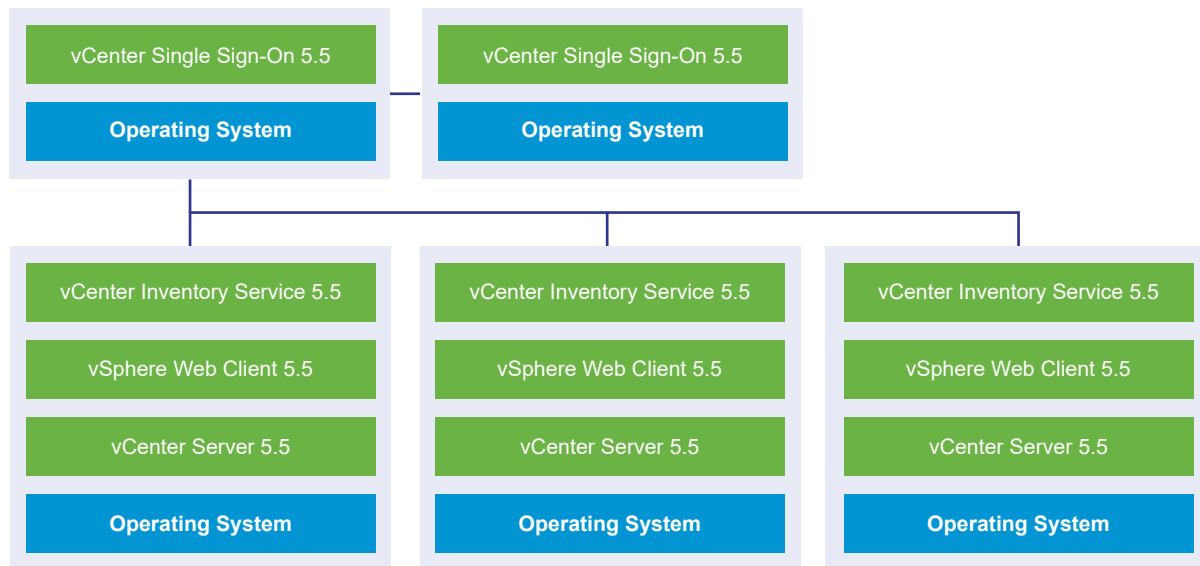 vCenter Single Sign-On 5.5
Operating System
vCenter Single Sign-On 5.5
Operating System
vCenter Inventory Service 5.5
vSphere Web Client 5.5
vCenter Server 5.5
Operating System
vCenter Inventory Service 5.5
vSphere Web Client 5.5
vCenter Server 5.5
Operating System
vCenter Inventory Service 5.5
vSphere Web Client 5.5
vCenter Server 5.5
Operating System